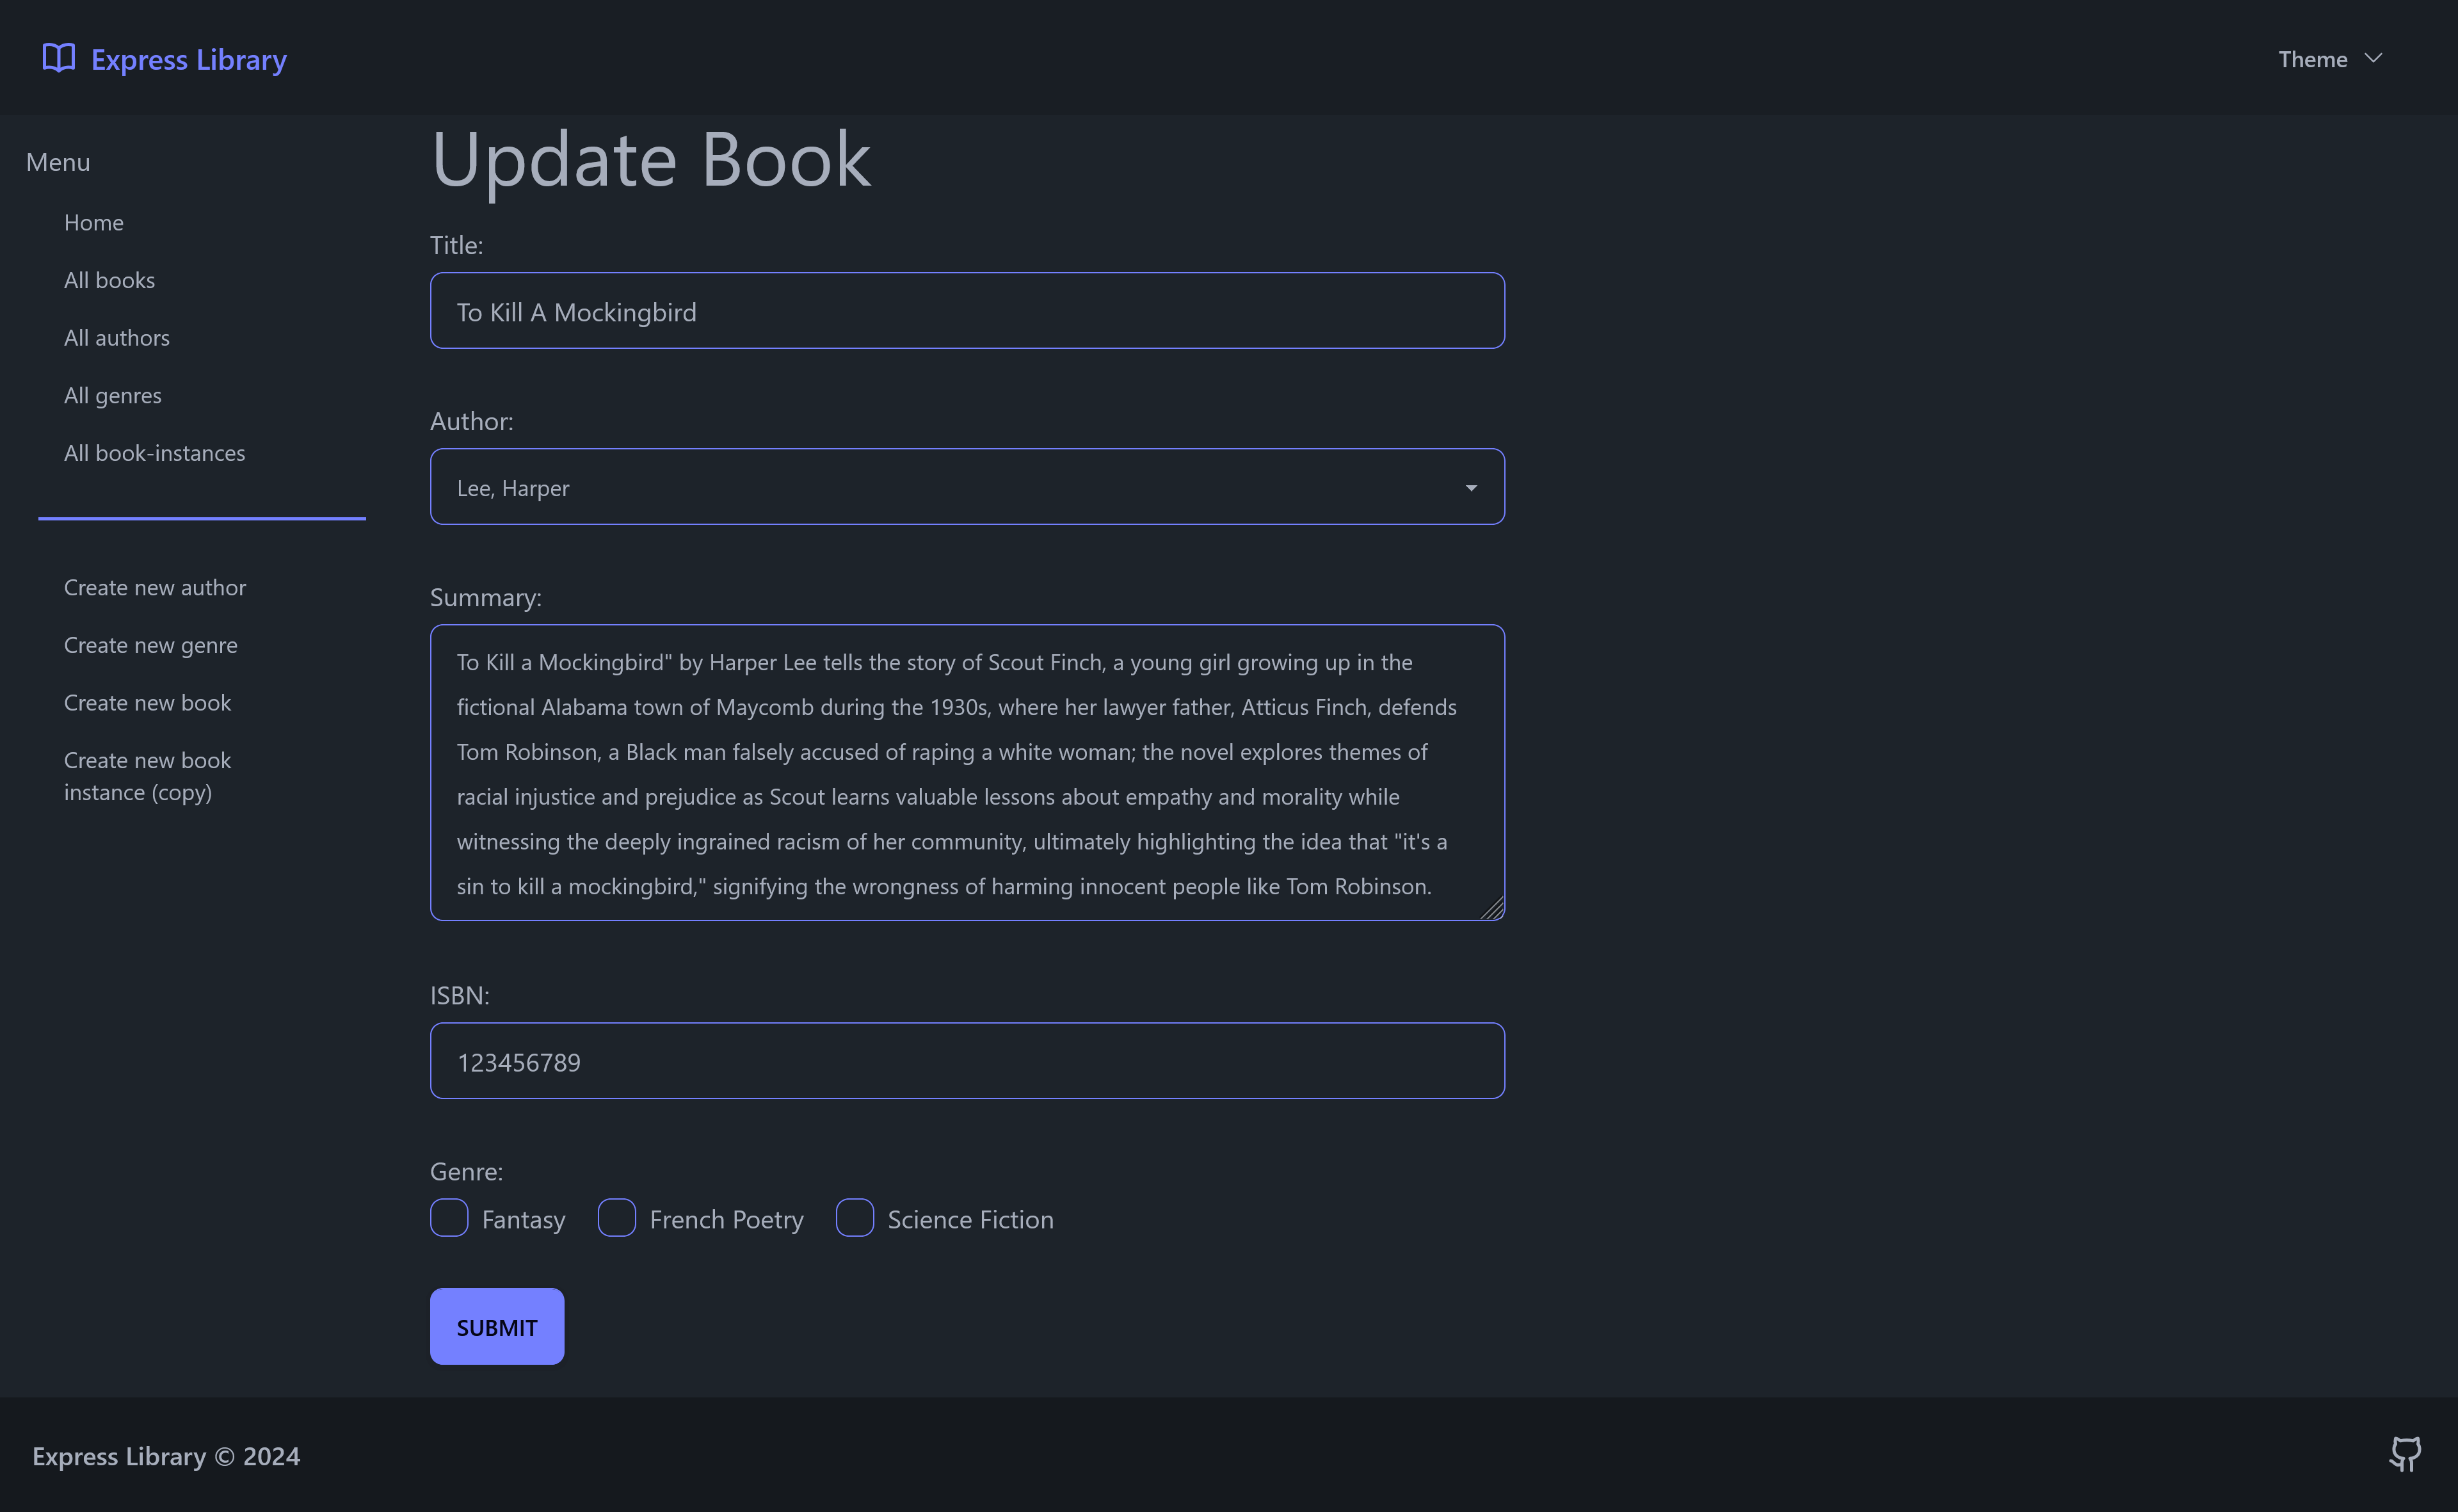 Express Library
Theme
Menu
Home
All books
All authors
All genres
All book-instances
Create new author
Create new genre
Create new book
Create new book
instance (copy)
Update Book
Title:
To Kill A Mockingbird
Author:
Lee, Harper
Summary:
To Kill a Mockingbird" by Harper Lee tells the story of Scout Finch, a young girl growing up in the
fictional Alabama town of Maycomb during the 1930s, where her lawyer father, Atticus Finch, defends
Tom Robinson, a Black man falsely accused of raping a white woman; the novel explores themes of
racial injustice and prejudice as Scout learns valuable lessons about empathy and morality while
witnessing the deeply ingrained racism of her community, ultimately highlighting the idea that "it's a
sin to kill a mockingbird," signifying the wrongness of harming innocent people like Tom Robinson.
ISBN:
123456789
Genre:
Fantasy French Poetry Science Fiction
SUBMIT
Express Library © 2024